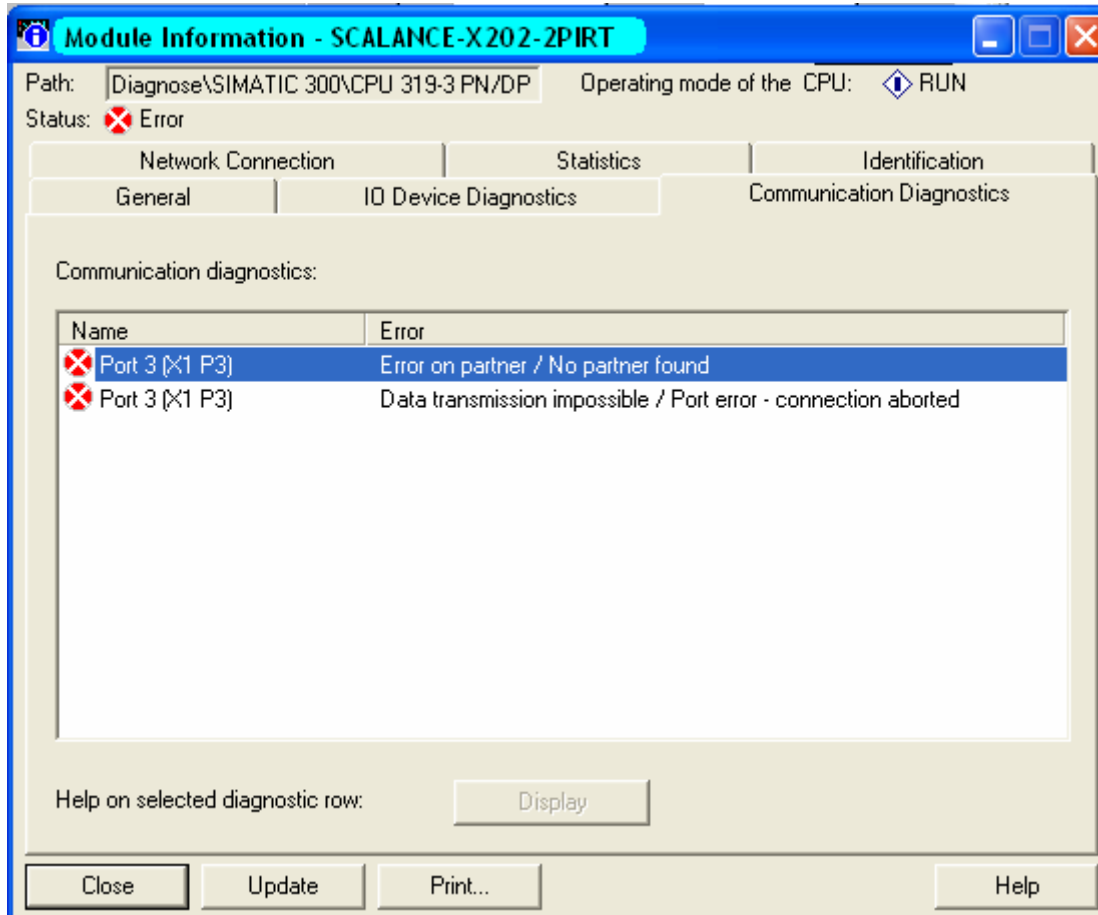 Module Information - SCALANCE-X202-2PIRT
Path: Diagnose\SIMATIC 300\CPU 319-3 PN/DP Operating mode of the CPU: RUN
Status: Error
Network Connection Statistics Identification
General IO Device Diagnostics Communication Diagnostics
Communication diagnostics:
Name Error
Port 3 (X1 P3) Error on partner / No partner found
Port 3 (X1 P3) Data transmission impossible / Port error - connection aborted
Help on selected diagnostic row: Display
Close Update Print... Help